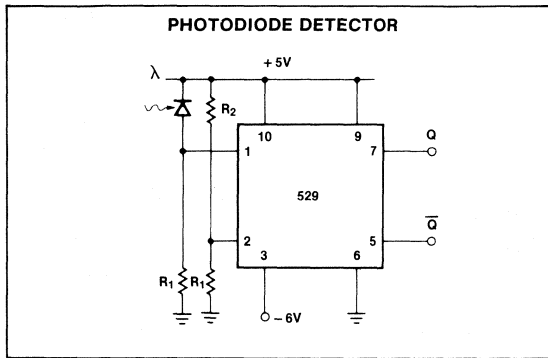 PHOTODIODE DETECTOR
+5V
λ
R2
10
9
Q
1
7
529
Q̅
2
5
3
6
R1
R1
−6V